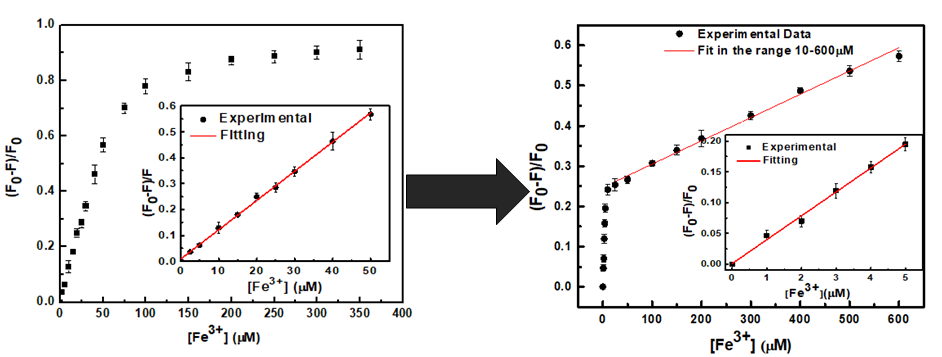 1.0
0.8
0.6
0.4
0.2
0.0
(F0-F)/F0
0 50 100 150 200 250 300 350 400
[Fe3+] (μM)
0.6
0.5
0.4
0.3
0.2
0.1
0.0
(F0-F)/F
Experimental
Fitting
0 10 20 30 40 50
[Fe3+] (μM)
0.6
0.5
0.4
0.3
0.2
0.1
0.0
(F0-F)/F0
Experimental Data
Fit in the range 10-600μM
0 100 200 300 400 500 600
[Fe3+] (μM)
0.20
0.15
0.10
0.05
0.00
(F0-F)/F0
Experimental
Fitting
0 1 2 3 4 5
[Fe3+](μM)